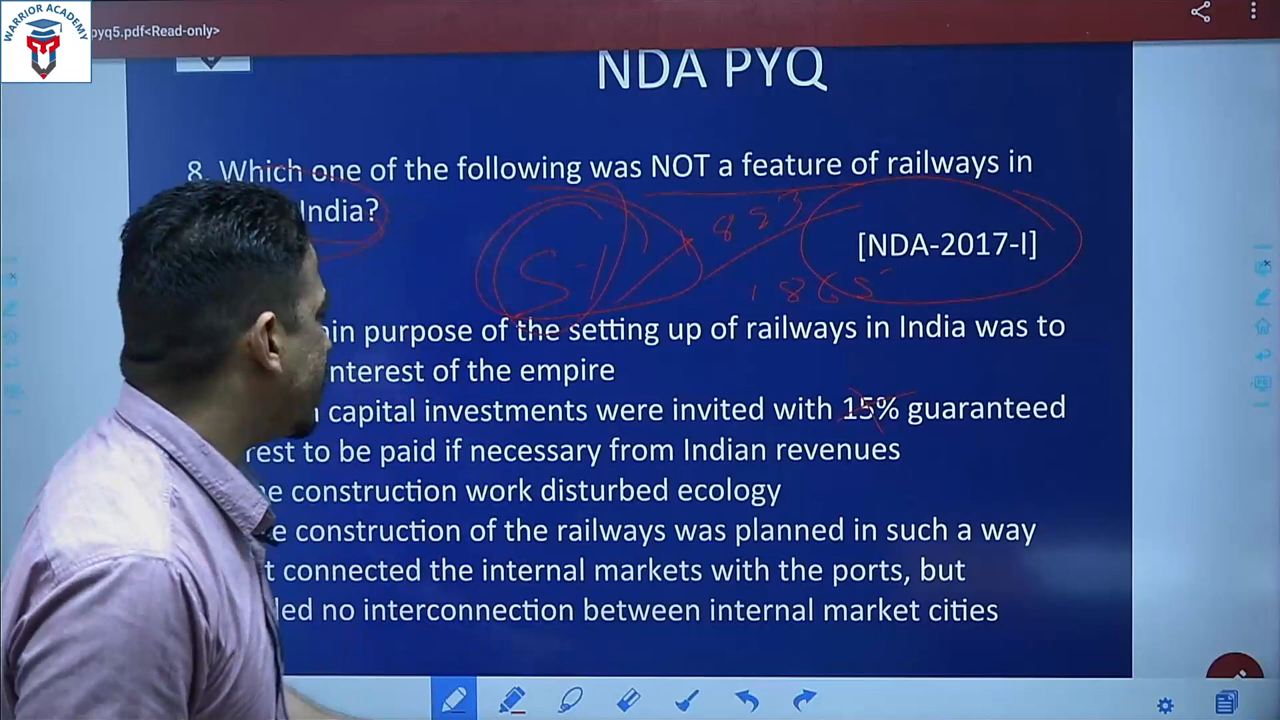 WARRIOR ACADEMY
pyq5.pdf<Read-only>
NDA PYQ
8. Which one of the following was NOT a feature of railways in
India?
1853
[NDA-2017-I]
1865
purpose of the setting up of railways in India was to
of the empire
capital investments were invited with 15% guaranteed
to be paid if necessary from Indian revenues
construction work disturbed ecology
construction of the railways was planned in such a way
connected the internal markets with the ports, but
no interconnection between internal market cities